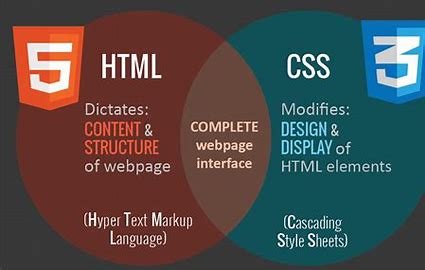 5
HTML
Dictates:
CONTENT &
STRUCTURE
of webpage
(Hyper Text Markup
Language)
COMPLETE
webpage
interface
3
CSS
Modifies:
DESIGN &
DISPLAY of
HTML elements
(Cascading
Style Sheets)